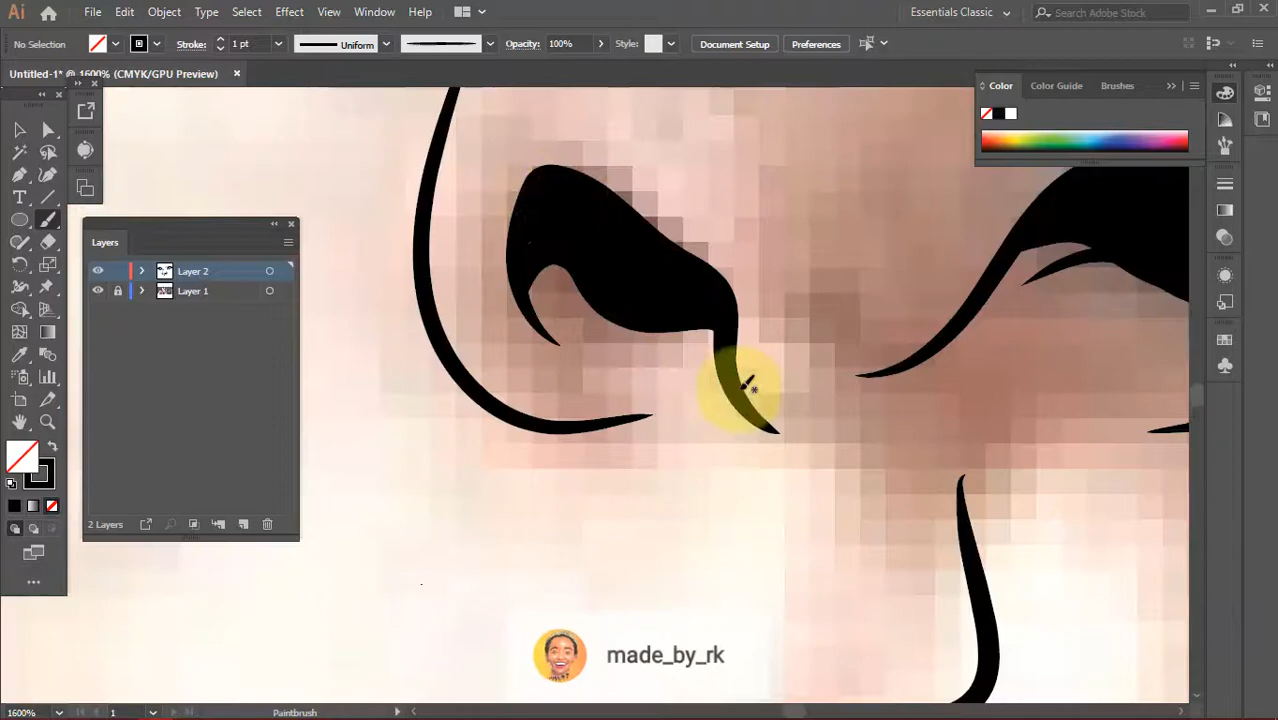 Ai File Edit Object Type Select Effect View Window Help Essentials Classic Search Adobe Stock
No Selection Stroke: 1 pt Uniform Opacity: 100% Style: Document Setup Preferences
Untitled-1* @ 1600% (CMYK/GPU Preview)
Color Color Guide Brushes
Layers
Layer 2
Layer 1
2 Layers
made_by_rk
1600% 1 Paintbrush